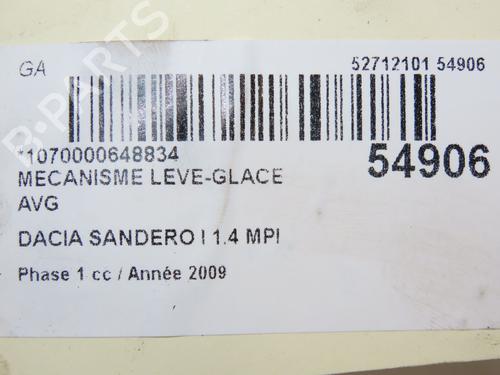 GA
52712101 54906
*1070000648834
54906
MECANISME LEVE-GLACE
AVG
DACIA SANDERO I 1.4 MPI
Phase 1 cc / Année 2009
B-PARTS